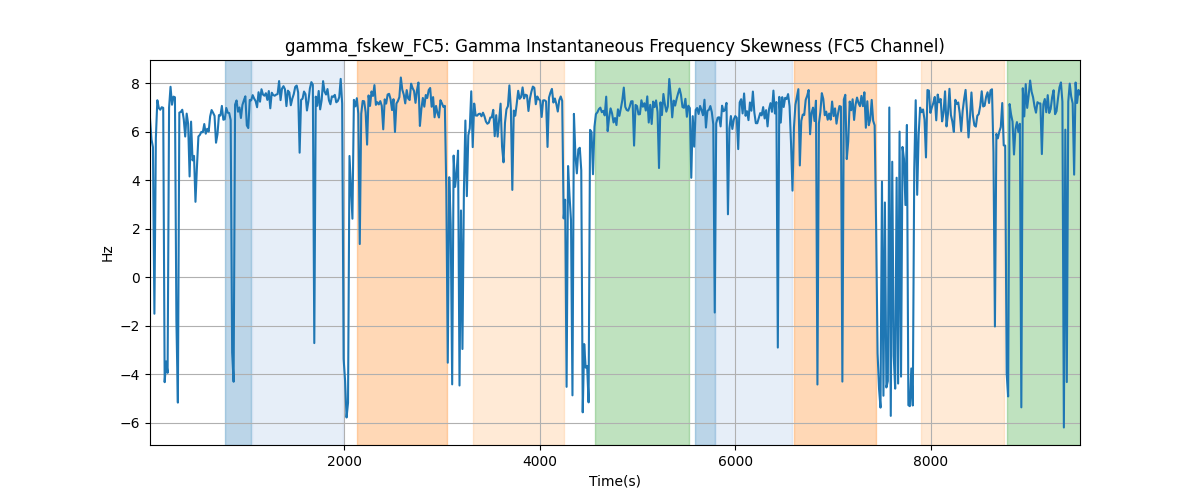 gamma_fskew_FC5: Gamma Instantaneous Frequency Skewness (FC5 Channel)
8
6
4
2
0
−2
−4
−6
Hz
2000 4000 6000 8000
Time(s)